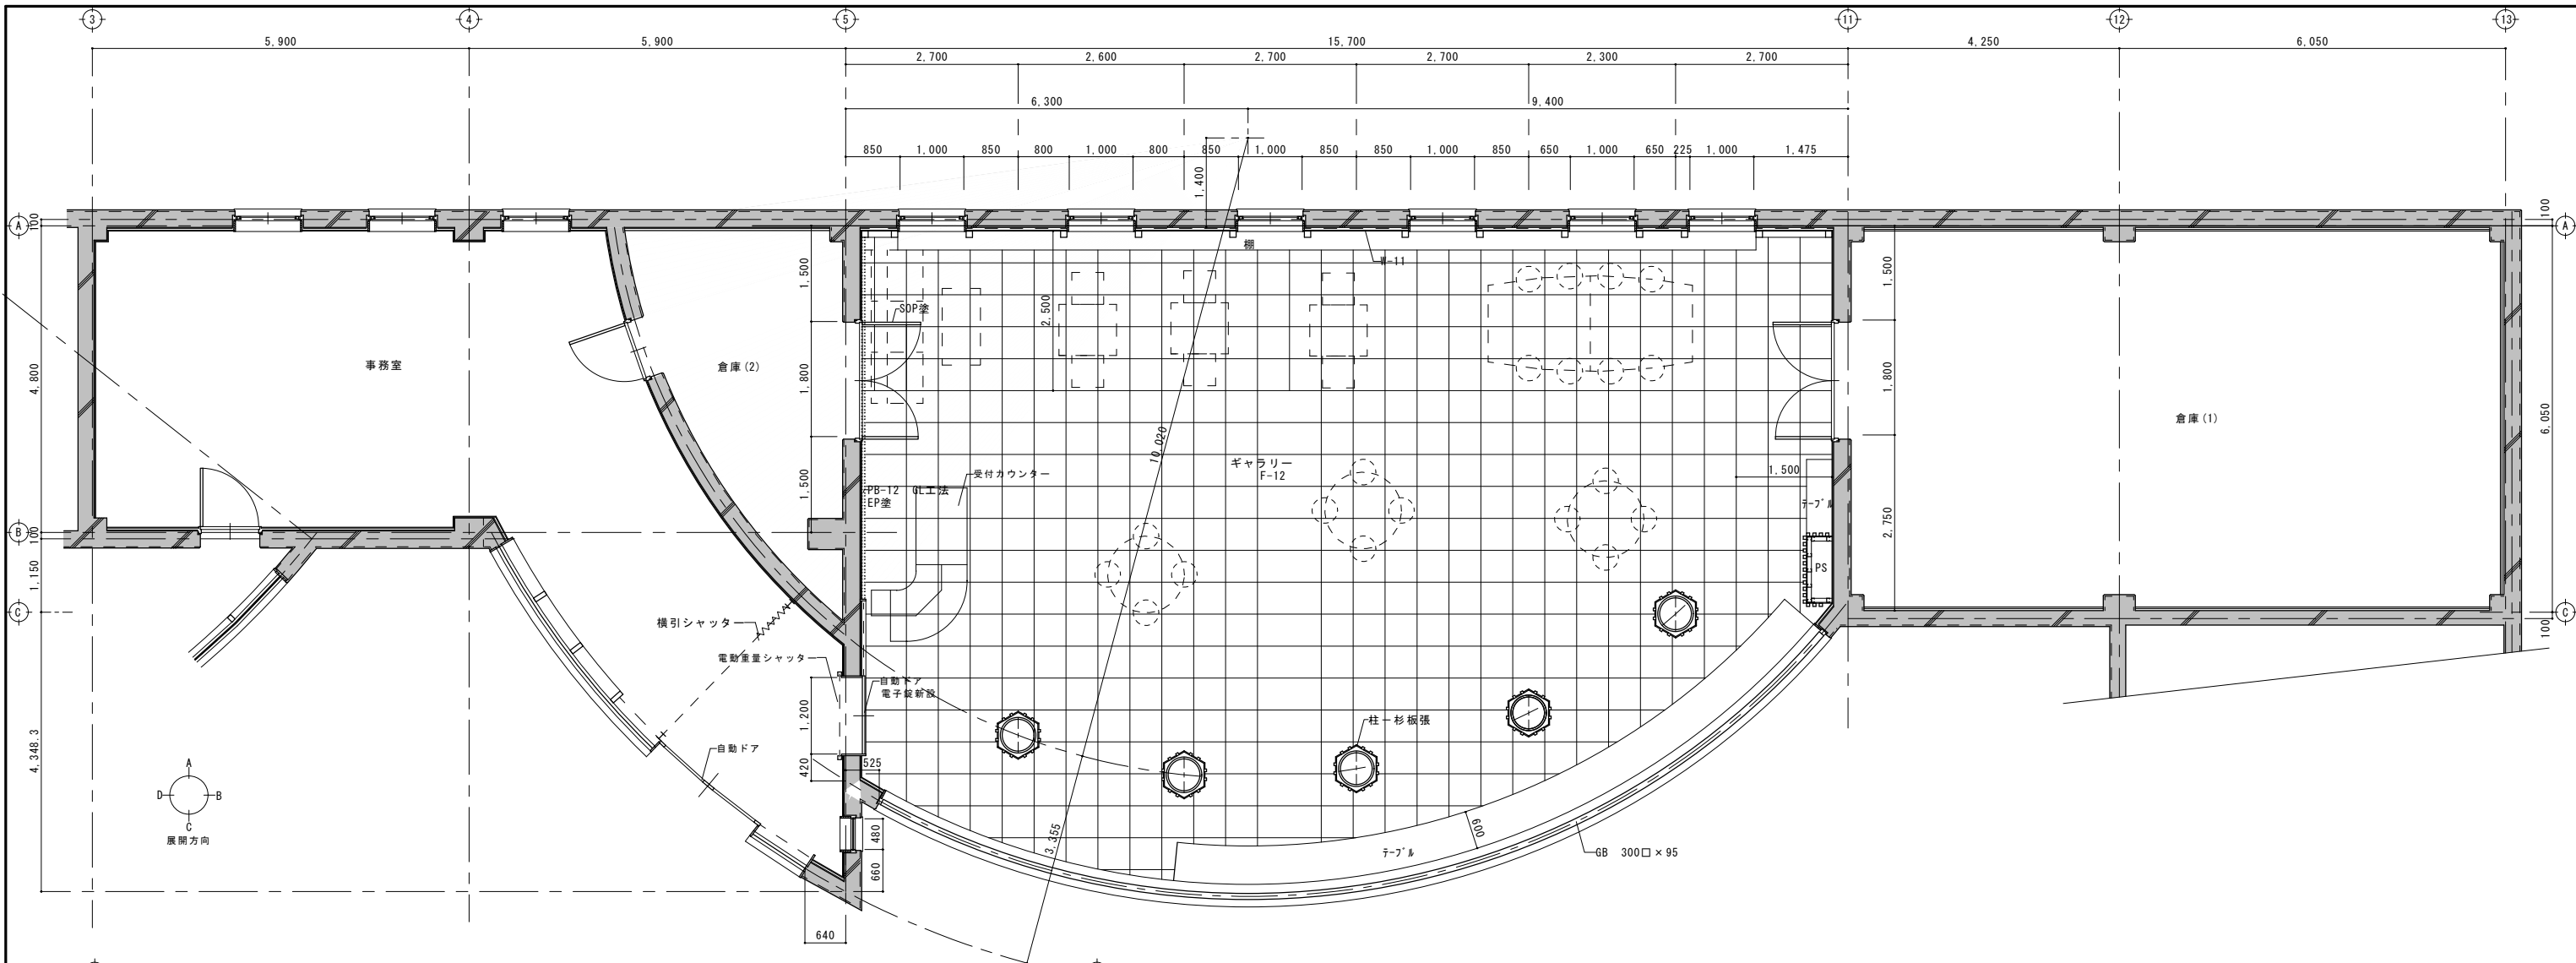 3 4 5 11 12 13
5,900 5,900 15,700 4,250 6,050
2,700 2,600 2,700 2,700 2,300 2,700
6,300 9,400
850 1,000 850 800 1,000 800 850 1,000 850 850 1,000 850 650 1,000 650 225 1,000 1,475
1,400
A
100
100
A
棚
W-11
1,500
1,500
2,500
SOP塗
事務室
倉庫(2)
4,800
1,800
1,800
倉庫(1)
6,050
10,020
ギャラリー
F-12
受付カウンター
1,500
1,500
PB-12 GL工法
EP塗
テーブル
2,750
B
100
1,150
PS
C
C
100
横引シャッター
電動重量シャッター
自動ドア
電子錠新設
1,200
柱－杉板張
4,348.3
自動ドア
420
525
A
D B
C
展開方向
480
3,355
600
テーブル
GB 300□×95
660
640